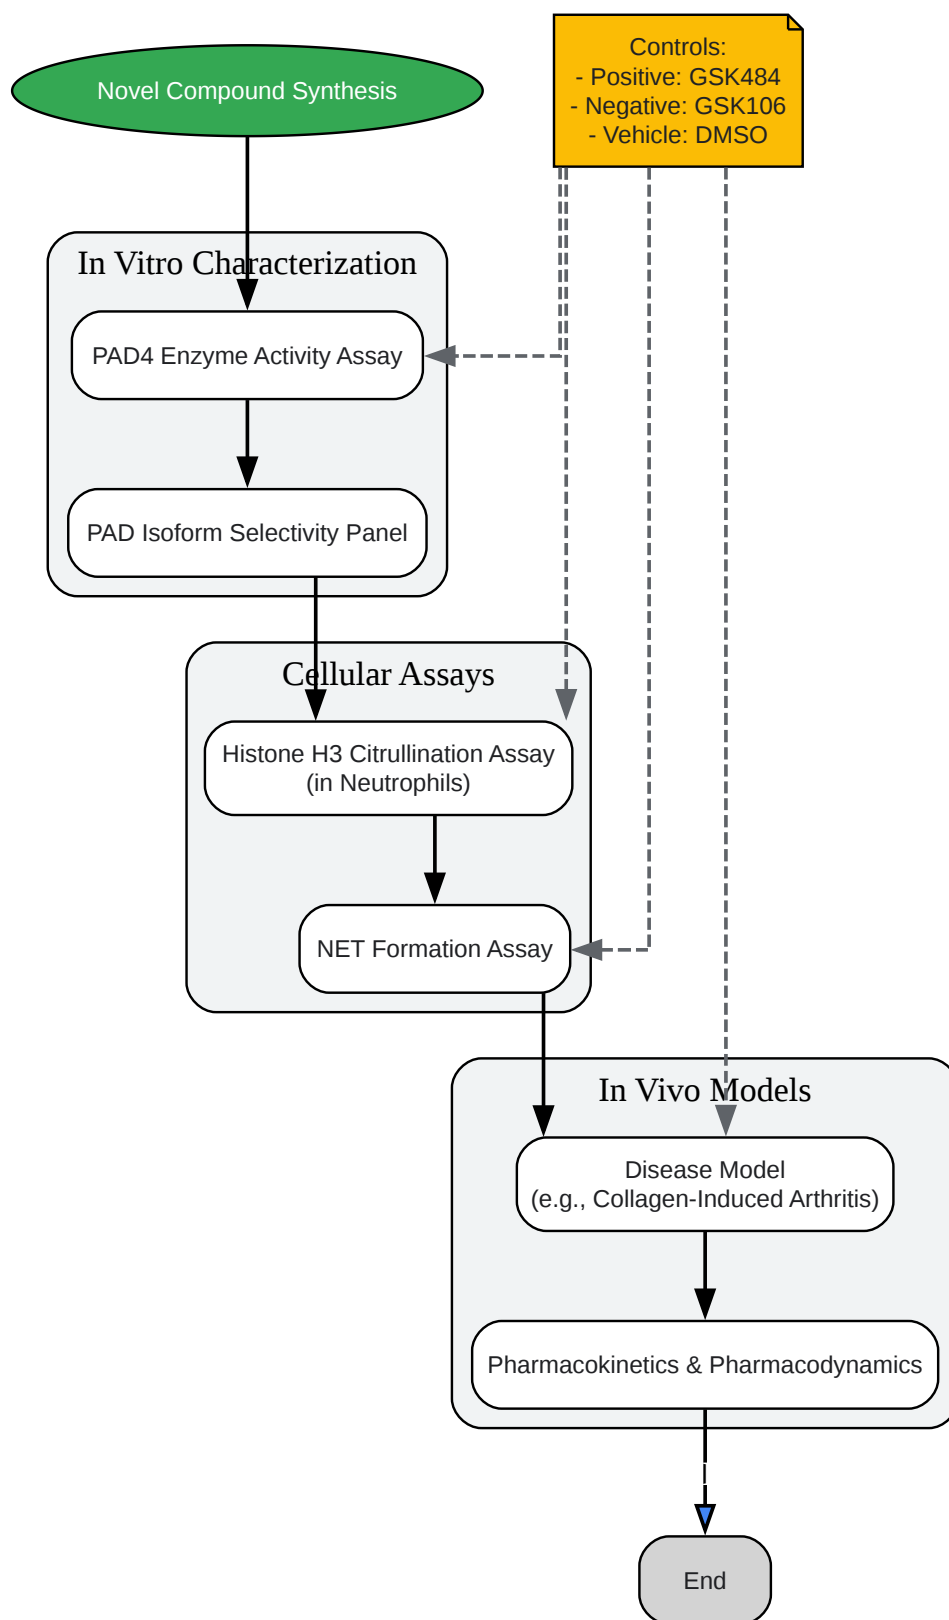 Novel Compound Synthesis
Controls:
- Positive: GSK484
- Negative: GSK106
- Vehicle: DMSO
In Vitro Characterization
PAD4 Enzyme Activity Assay
PAD Isoform Selectivity Panel
Cellular Assays
Histone H3 Citrullination Assay
(in Neutrophils)
NET Formation Assay
In Vivo Models
Disease Model
(e.g., Collagen-Induced Arthritis)
Pharmacokinetics & Pharmacodynamics
End